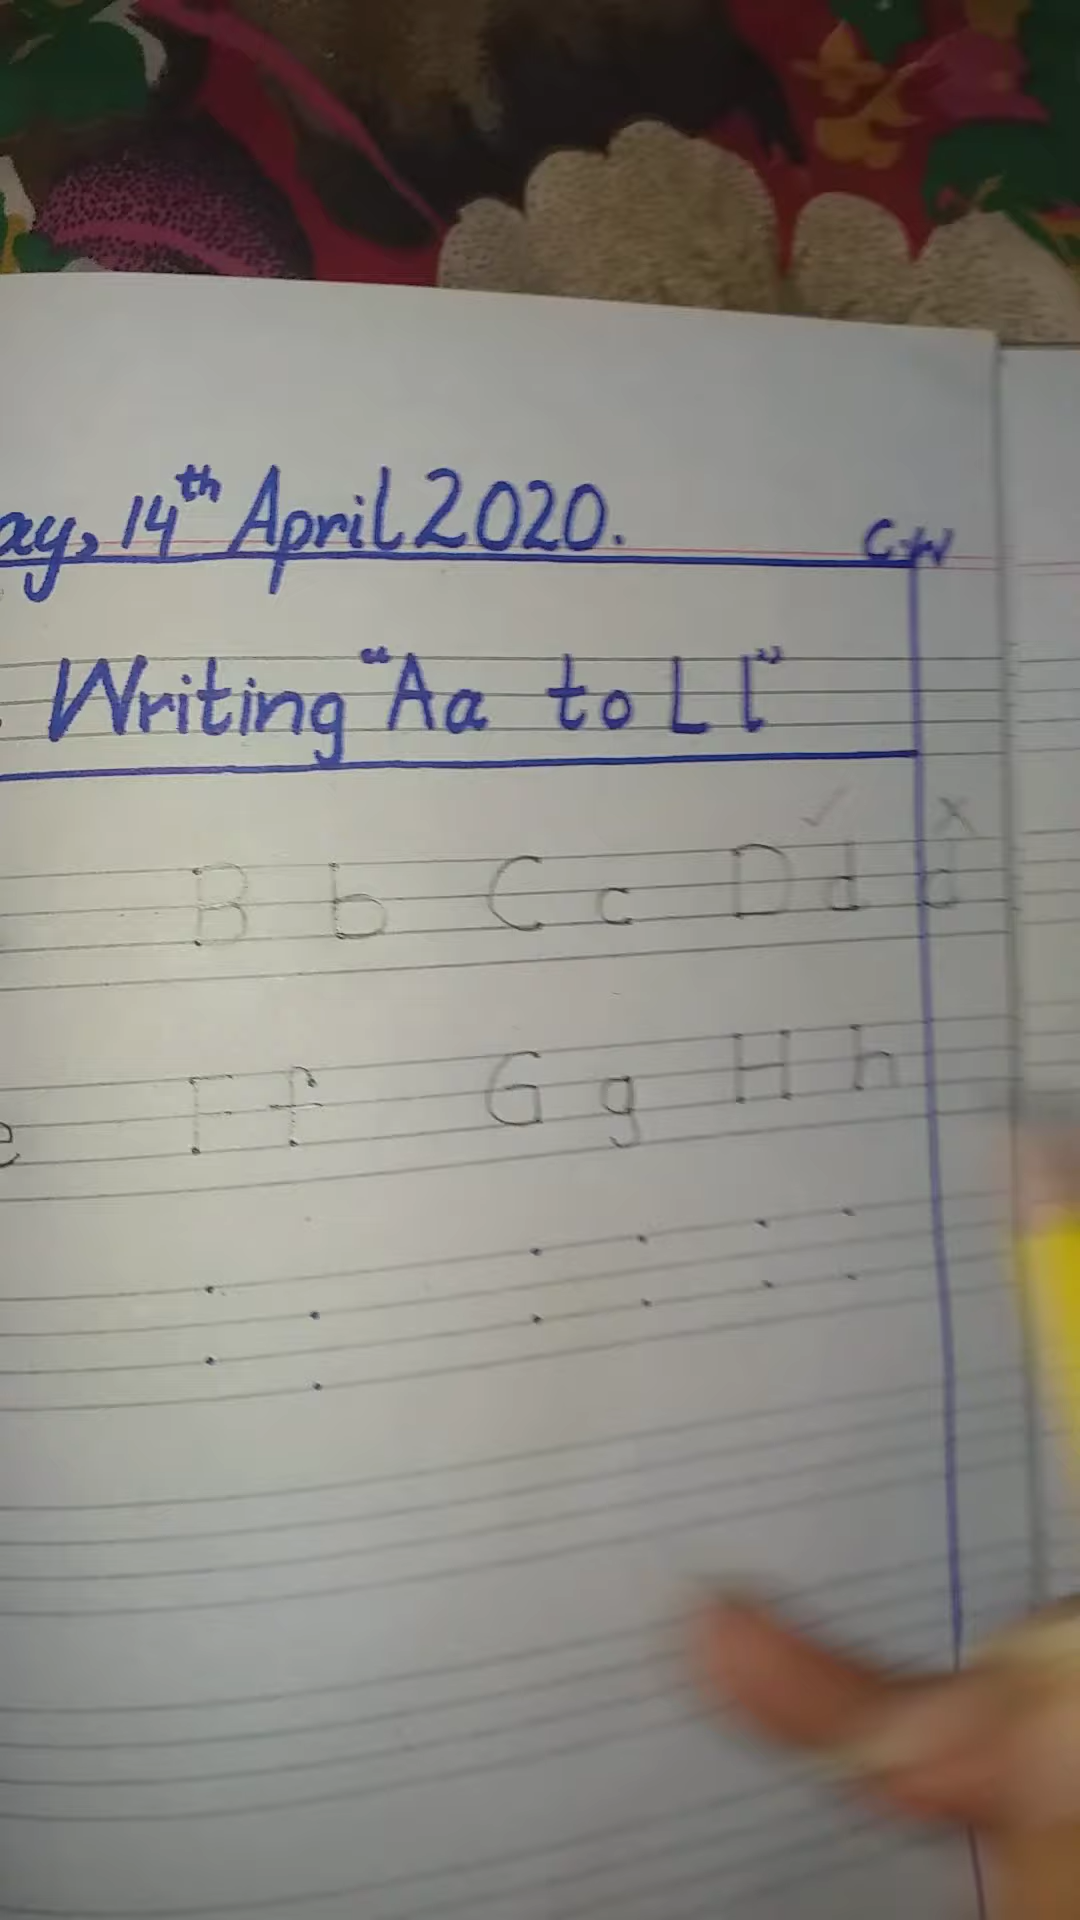 ay, 14th April 2020.
C.W
Writing "Aa to Ll"
✓ x
B b C c D d d
e F f G g H h